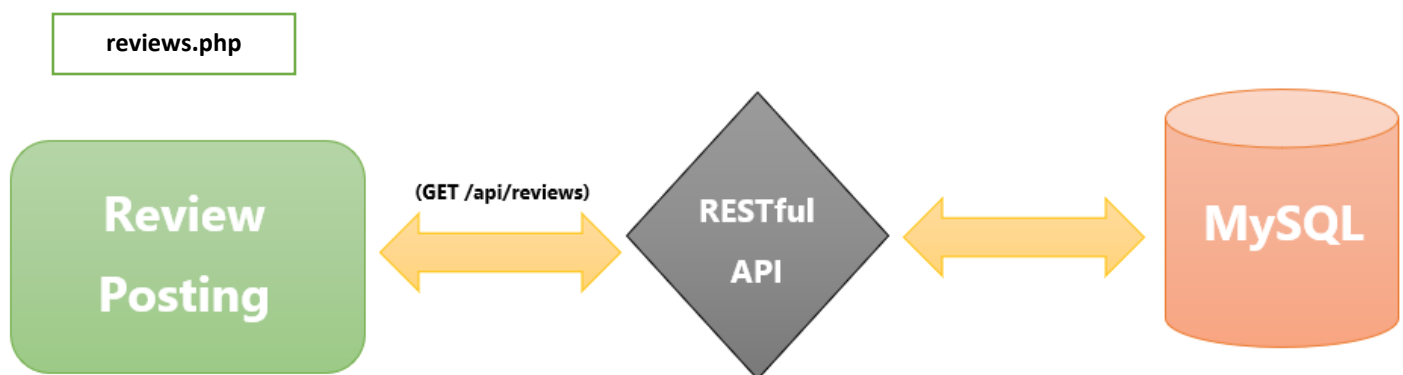 reviews.php
Review
Posting
(GET /api/reviews)
RESTful
API
MySQL